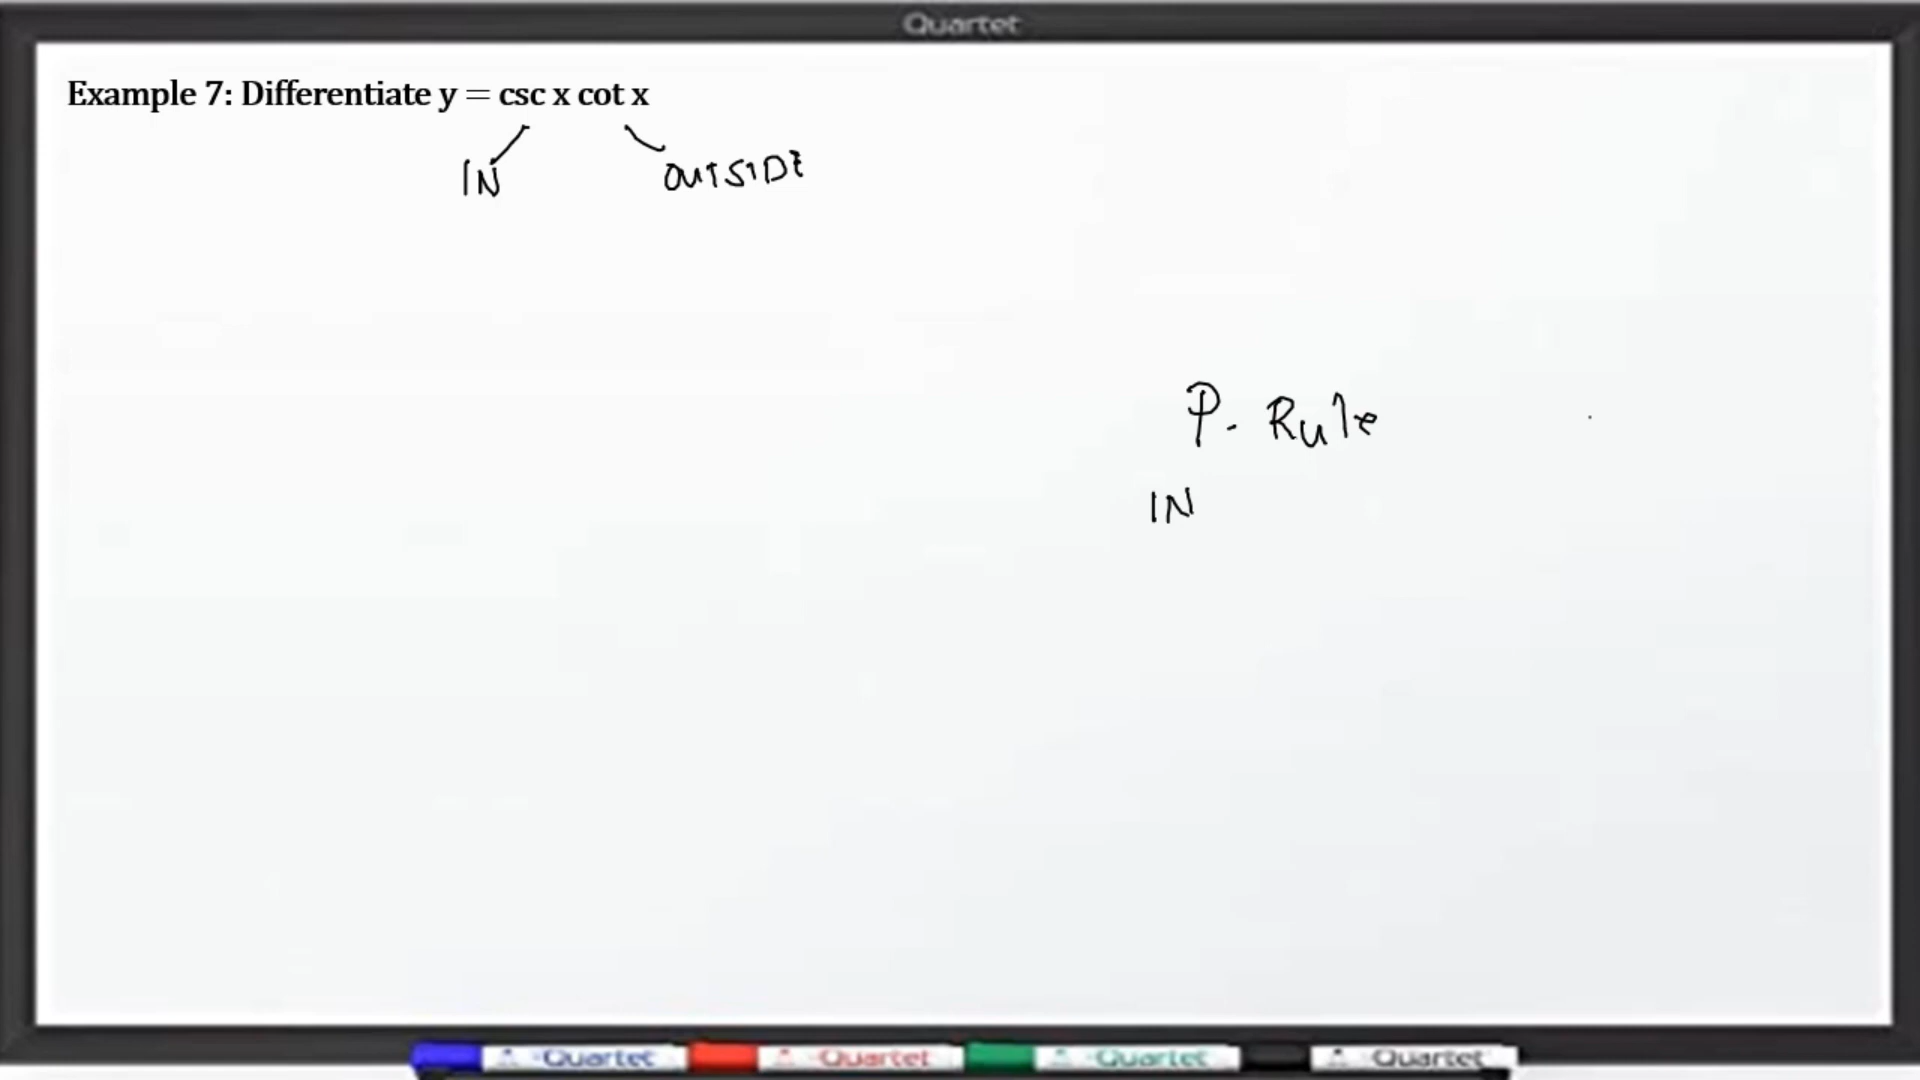 Quartet
Example 7: Differentiate y = csc x cot x
IN OUTSIDE
P. Rule
IN
Quartet Quartet Quartet Quartet